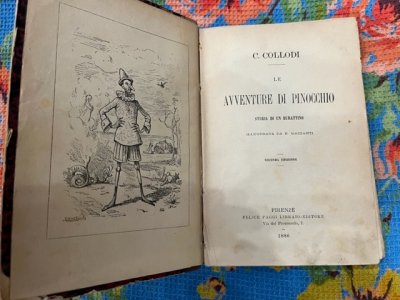 C. COLLODI
LE
AVVENTURE DI PINOCCHIO
STORIA DI UN BURATTINO
ILLUSTRATA DA E. MAZZANTI
SECONDA EDIZIONE
FIRENZE
FELICE PAGGI LIBRAIO-EDITORE
Via del Proconsolo, 7.
1886